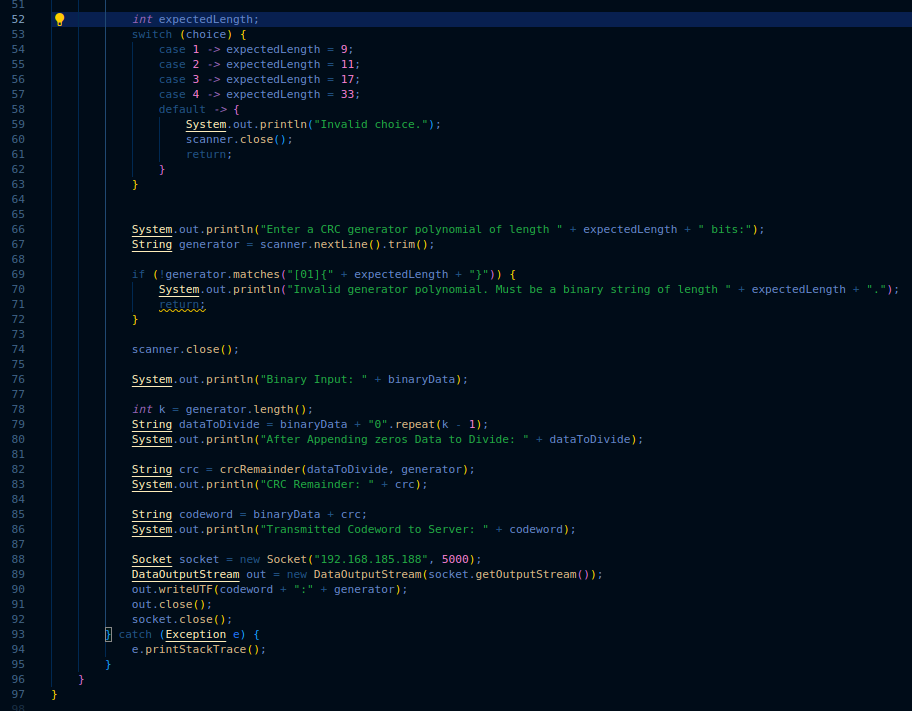 51
52 int expectedLength;
53 switch (choice) {
54 case 1 -> expectedLength = 9;
55 case 2 -> expectedLength = 11;
56 case 3 -> expectedLength = 17;
57 case 4 -> expectedLength = 33;
58 default -> {
59 System.out.println("Invalid choice.");
60 scanner.close();
61 return;
62 }
63 }
64
65
66 System.out.println("Enter a CRC generator polynomial of length " + expectedLength + " bits:");
67 String generator = scanner.nextLine().trim();
68
69 if (!generator.matches("[01]{" + expectedLength + "}")) {
70 System.out.println("Invalid generator polynomial. Must be a binary string of length " + expectedLength + ".");
71 return;
72 }
73
74 scanner.close();
75
76 System.out.println("Binary Input: " + binaryData);
77
78 int k = generator.length();
79 String dataToDivide = binaryData + "0".repeat(k - 1);
80 System.out.println("After Appending zeros Data to Divide: " + dataToDivide);
81
82 String crc = crcRemainder(dataToDivide, generator);
83 System.out.println("CRC Remainder: " + crc);
84
85 String codeword = binaryData + crc;
86 System.out.println("Transmitted Codeword to Server: " + codeword);
87
88 Socket socket = new Socket("192.168.185.188", 5000);
89 DataOutputStream out = new DataOutputStream(socket.getOutputStream());
90 out.writeUTF(codeword + ":" + generator);
91 out.close();
92 socket.close();
93 } catch (Exception e) {
94 e.printStackTrace();
95 }
96 }
97 }
98